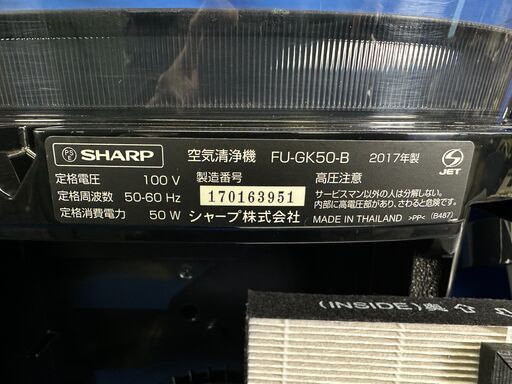 PS E SHARP 空気清浄機 FU-GK50-B 2017年製
定格電圧 100 V 製造番号 高圧注意 S JET
定格周波数 50-60 Hz 170163951 サービスマン以外の人は分解しない。
内部に高電圧部があり、さわると危険です。
定格消費電力 50 W シャープ株式会社 MADE IN THAILAND >PP< (B487)
(INSIDE)